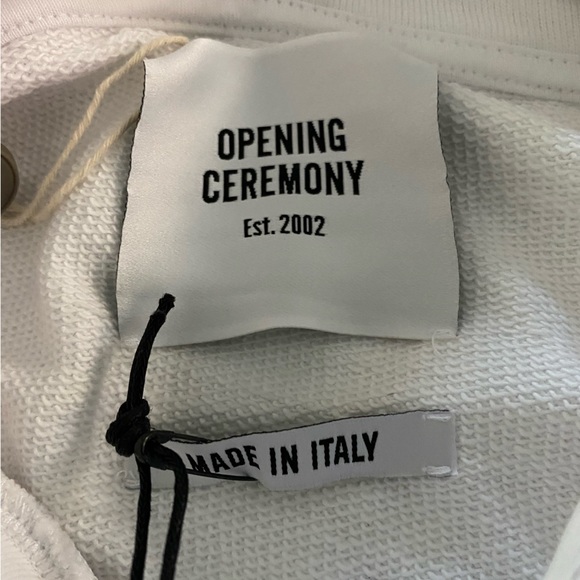 OPENING
CEREMONY
Est. 2002
MADE IN ITALY